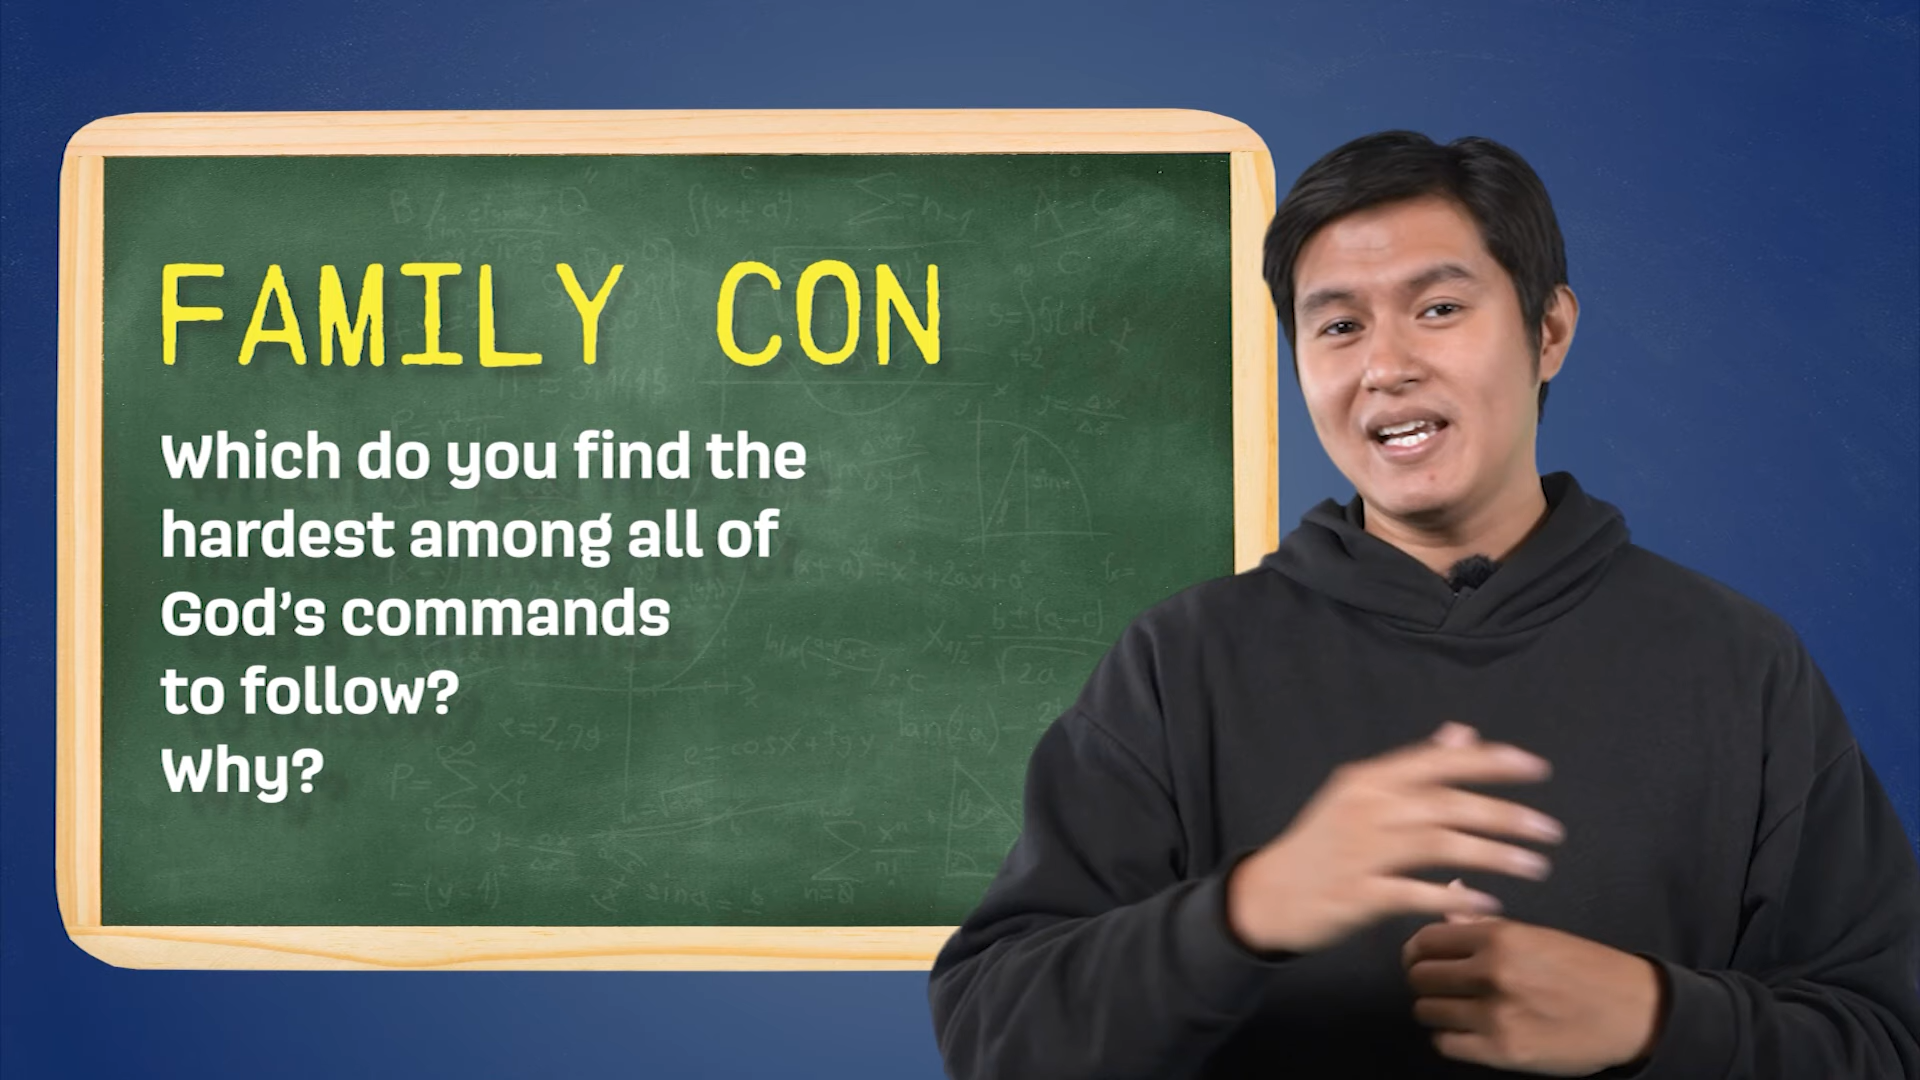 FAMILY CON
Which do you find the
hardest among all of
God's commands
to follow?
Why?